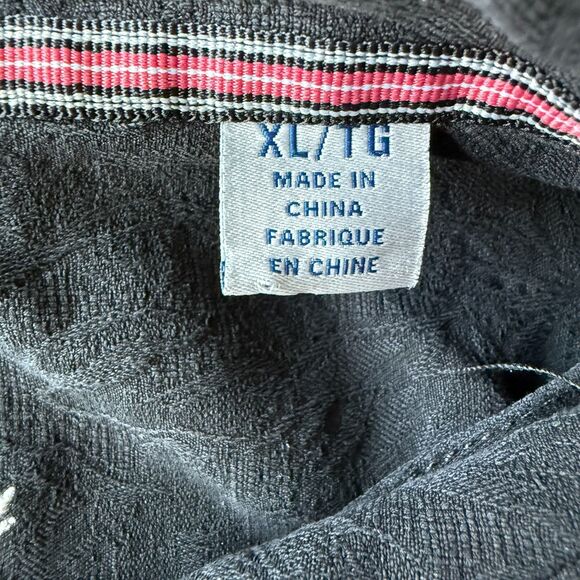 XL/TG
MADE IN
CHINA
FABRIQUE
EN CHINE